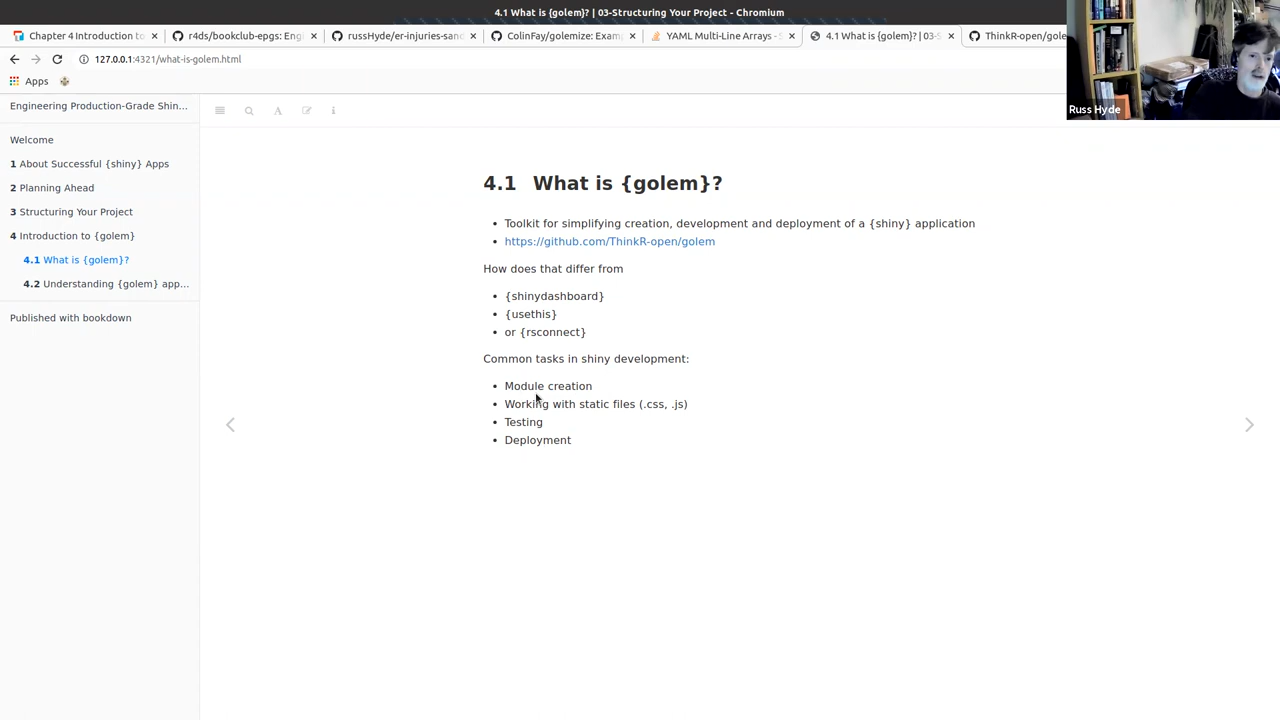 4.1 What is {golem}? | 03-Structuring Your Project - Chromium
Chapter 4 Introduction to
r4ds/bookclub-epgs: Engi
russHyde/er-injuries-sand
ColinFay/golemize: Exam
YAML Multi-Line Arrays - S
4.1 What is {golem}? | 03-S
ThinkR-open/gole
127.0.0.1:4321/what-is-golem.html
Apps
Russ Hyde
Engineering Production-Grade Shin...
Welcome
1 About Successful {shiny} Apps
2 Planning Ahead
3 Structuring Your Project
4 Introduction to {golem}
4.1 What is {golem}?
4.2 Understanding {golem} app...
Published with bookdown
4.1 What is {golem}?
• Toolkit for simplifying creation, development and deployment of a {shiny} application
• https://github.com/ThinkR-open/golem
How does that differ from
• {shinydashboard}
• {usethis}
• or {rsconnect}
Common tasks in shiny development:
• Module creation
• Working with static files (.css, .js)
• Testing
• Deployment